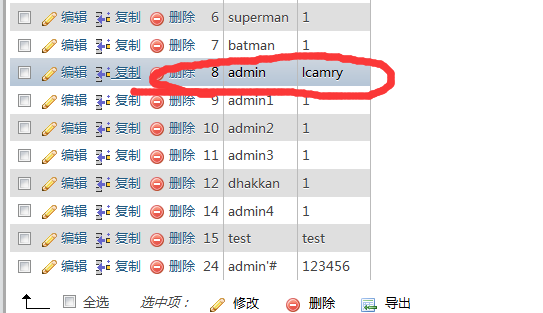 编辑 复制 删除 6 superman 1
编辑 复制 删除 7 batman 1
编辑 复制 删除 8 admin lcamry
编辑 复制 删除 9 admin1 1
编辑 复制 删除 10 admin2 1
编辑 复制 删除 11 admin3 1
编辑 复制 删除 12 dhakkan 1
编辑 复制 删除 14 admin4 1
编辑 复制 删除 15 test test
编辑 复制 删除 24 admin'# 123456
全选 选中项： 修改 删除 导出